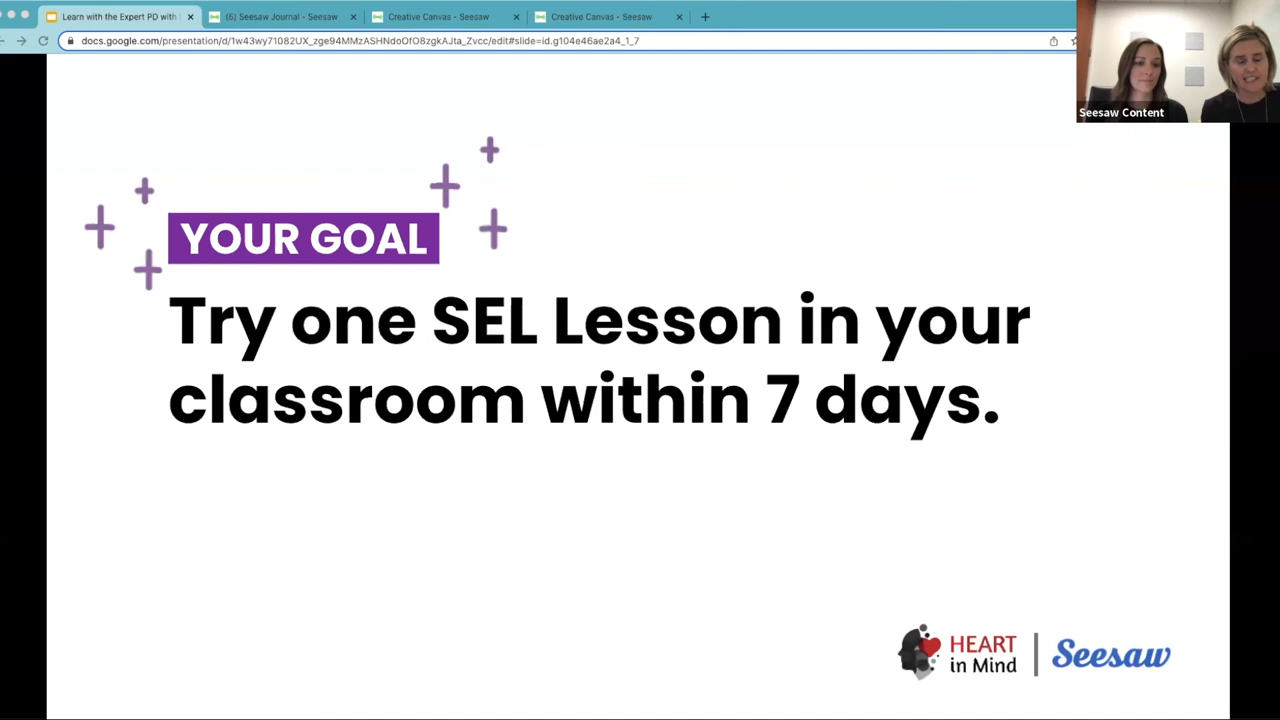 Learn with the Expert PD with
(5) Seesaw Journal - Seesaw
Creative Canvas - Seesaw
Creative Canvas - Seesaw
docs.google.com/presentation/d/1w43wy71082UX_zge94MMzASHNdoOfO8zgkAJta_Zvcc/edit#slide=id.g104e46ae2a4_1_7
Seesaw Content
YOUR GOAL
Try one SEL Lesson in your
classroom within 7 days.
HEART
in Mind
Seesaw